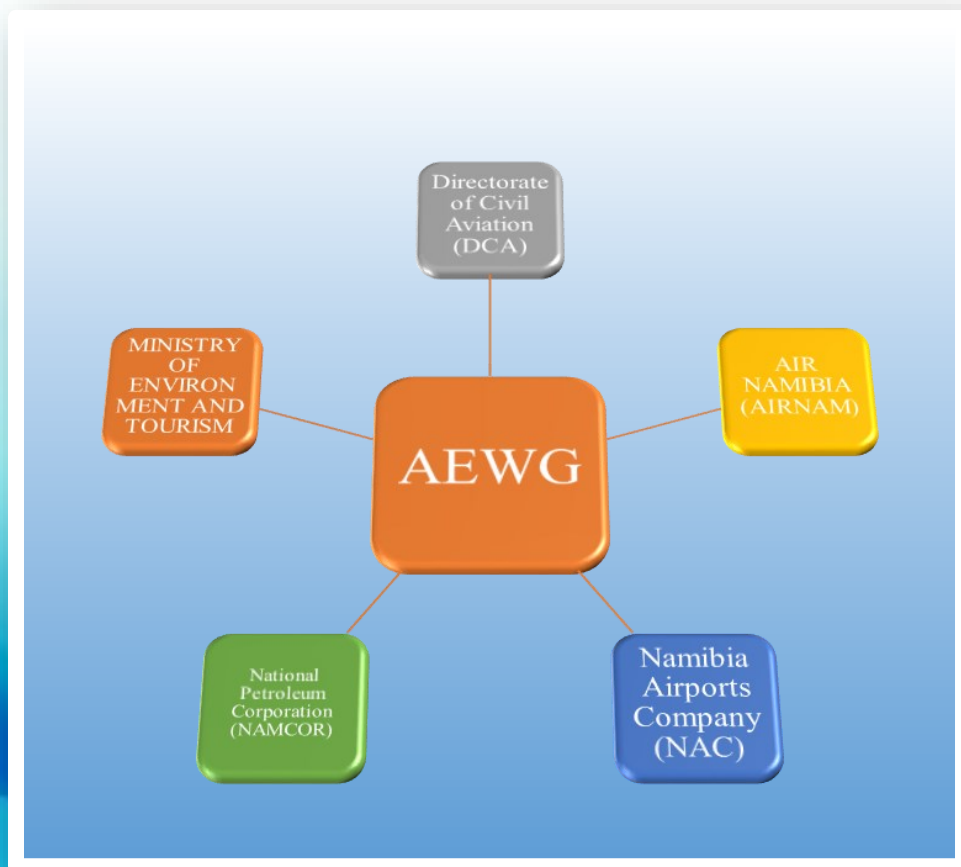 Directorate
of Civil
Aviation
(DCA)
MINISTRY
OF
ENVIRON
MENT AND
TOURISM
AIR
NAMIBIA
(AIRNAM)
AEWG
National
Petroleum
Corporation
(NAMCOR)
Namibia
Airports
Company
(NAC)